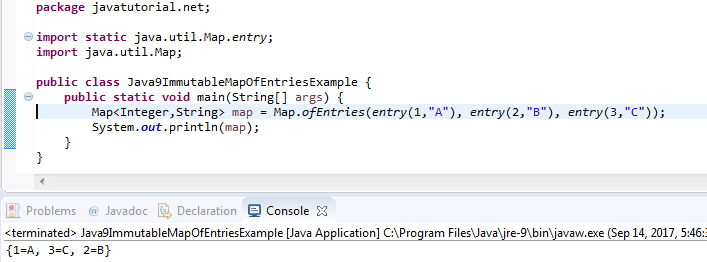 package javatutorial.net;
import static java.util.Map.entry;
import java.util.Map;
public class Java9ImmutableMapOfEntriesExample {
public static void main(String[] args) {
Map<Integer,String> map = Map.ofEntries(entry(1,"A"), entry(2,"B"), entry(3,"C"));
System.out.println(map);
}
}
Problems @ Javadoc Declaration Console
<terminated> Java9ImmutableMapOfEntriesExample [Java Application] C:\Program Files\Java\jre-9\bin\javaw.exe (Sep 14, 2017, 5:46:3
{1=A, 3=C, 2=B}